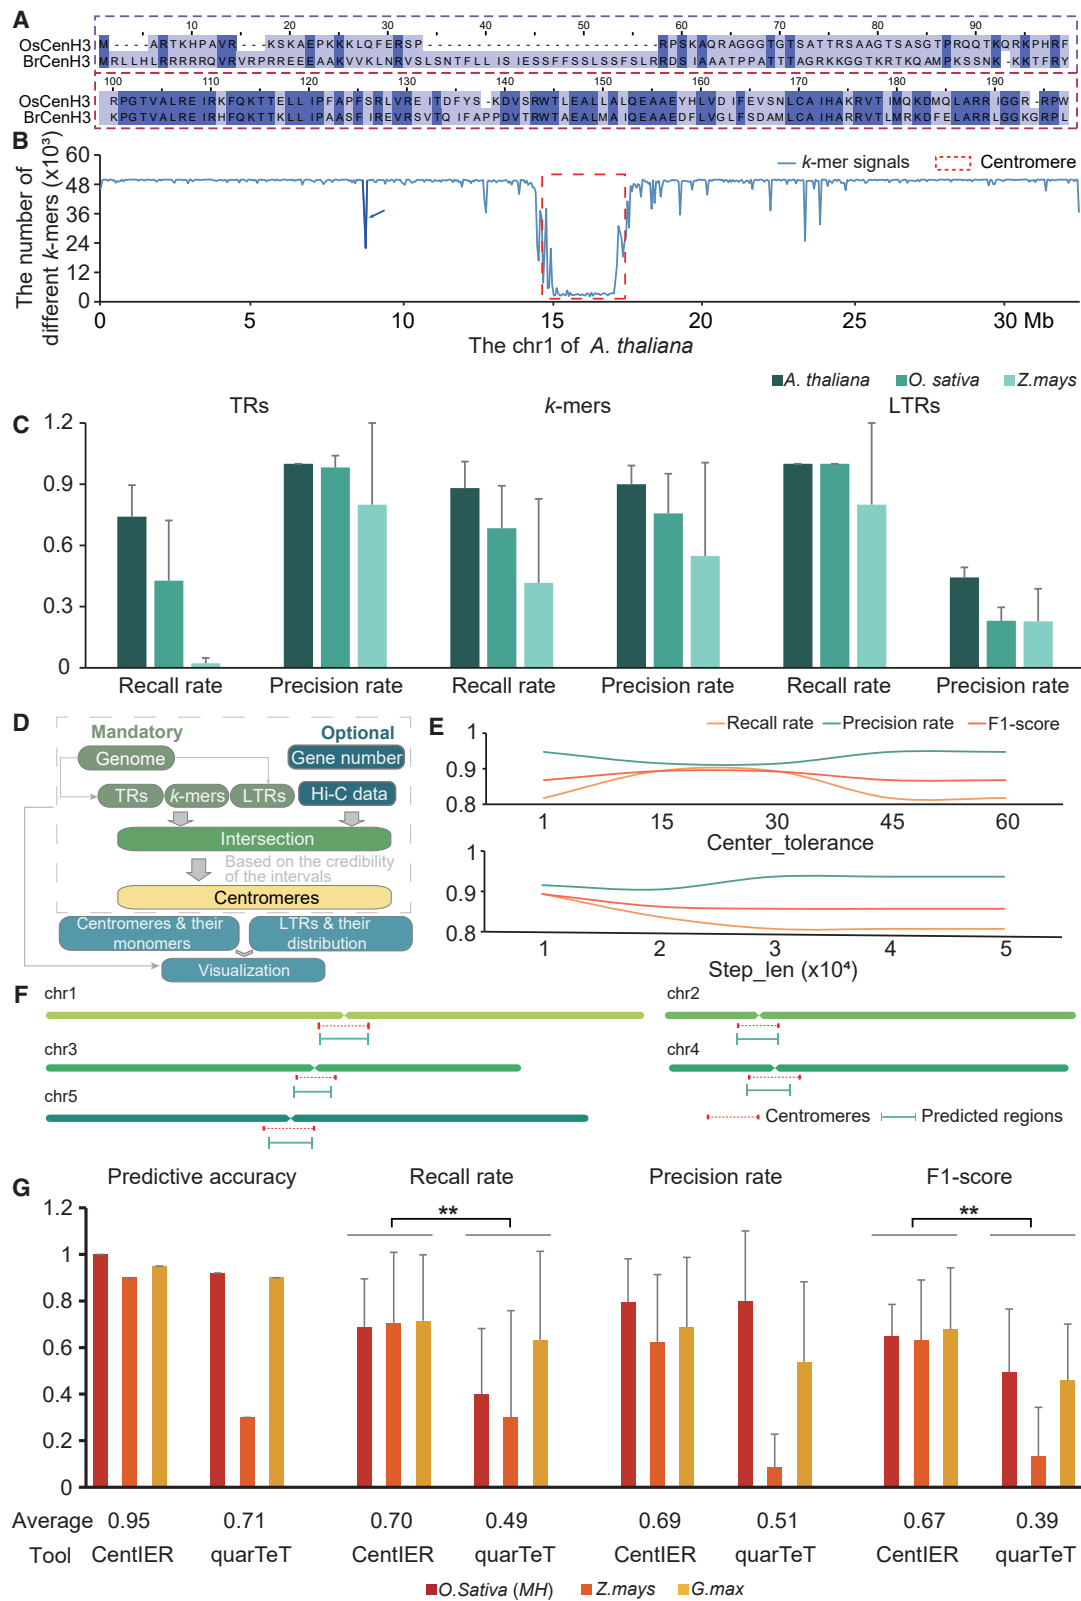 A
10 20 30 40 50 60 70 80 90
OsCenH3 M - - - - ARTKHPAVR - - - KSKAEPKKKLQFERSP - - - - - - - - - - - - - - - - - - - - - - - - RPSKAQRAGGGTGTSATTRSAAGTSASGTPRQQTKQRKPHRF
BrCenH3 MRLLHLRRRRRQVRVRPRREEEAAKVVKLNRVSLSNTFLLISIESSFFSSLSSFSLRRDSIAAATPPATTTAGRKKGGTKRTKQAMPKSSNK - KKTFRY
100 110 120 130 140 150 160 170 180 190
OsCenH3 RPGTVALREIRKFQKTTELLIPFAPFSRLVREITDFYS - KDVSRWTLEALLALQEAAEYHLVDIFEVSNLCAIHAKRVTIMQKDMQLARRIGGR - RPW
BrCenH3 KPGTVALREIRHFQKTTKLLIPAASFIREVRSVTQIFAPPDVTRWTAEALMAIQEAAEDFLVGLFSDAMLCAIHARRVTLMRKDFELARRLGGKGRPL
B
The number of different k-mers (x10³)
60
48
36
24
12
0
k-mer signals Centromere
0 5 10 15 20 25 30 Mb
The chr1 of A. thaliana
A. thaliana O. sativa Z.mays
C
TRs k-mers LTRs
1.2
0.9
0.6
0.3
0
Recall rate Precision rate Recall rate Precision rate Recall rate Precision rate
D
Mandatory Optional
Genome Gene number
TRs k-mers LTRs Hi-C data
Intersection
Based on the credibility
of the intervals
Centromeres
Centromeres & their
monomers
LTRs & their
distribution
Visualization
E
Recall rate Precision rate F1-score
1
0.9
0.8
1 15 30 45 60
Center_tolerance
1
0.9
0.8
1 2 3 4 5
Step_len (x10⁴)
F
chr1 chr2
chr3 chr4
chr5
Centromeres Predicted regions
G
Predictive accuracy Recall rate Precision rate F1-score
** **
1.2
1
0.8
0.6
0.4
0.2
0
Average 0.95 0.71 0.70 0.49 0.69 0.51 0.67 0.39
Tool CentIER quarTeT CentIER quarTeT CentIER quarTeT CentIER quarTeT
O.Sativa (MH) Z.mays G.max